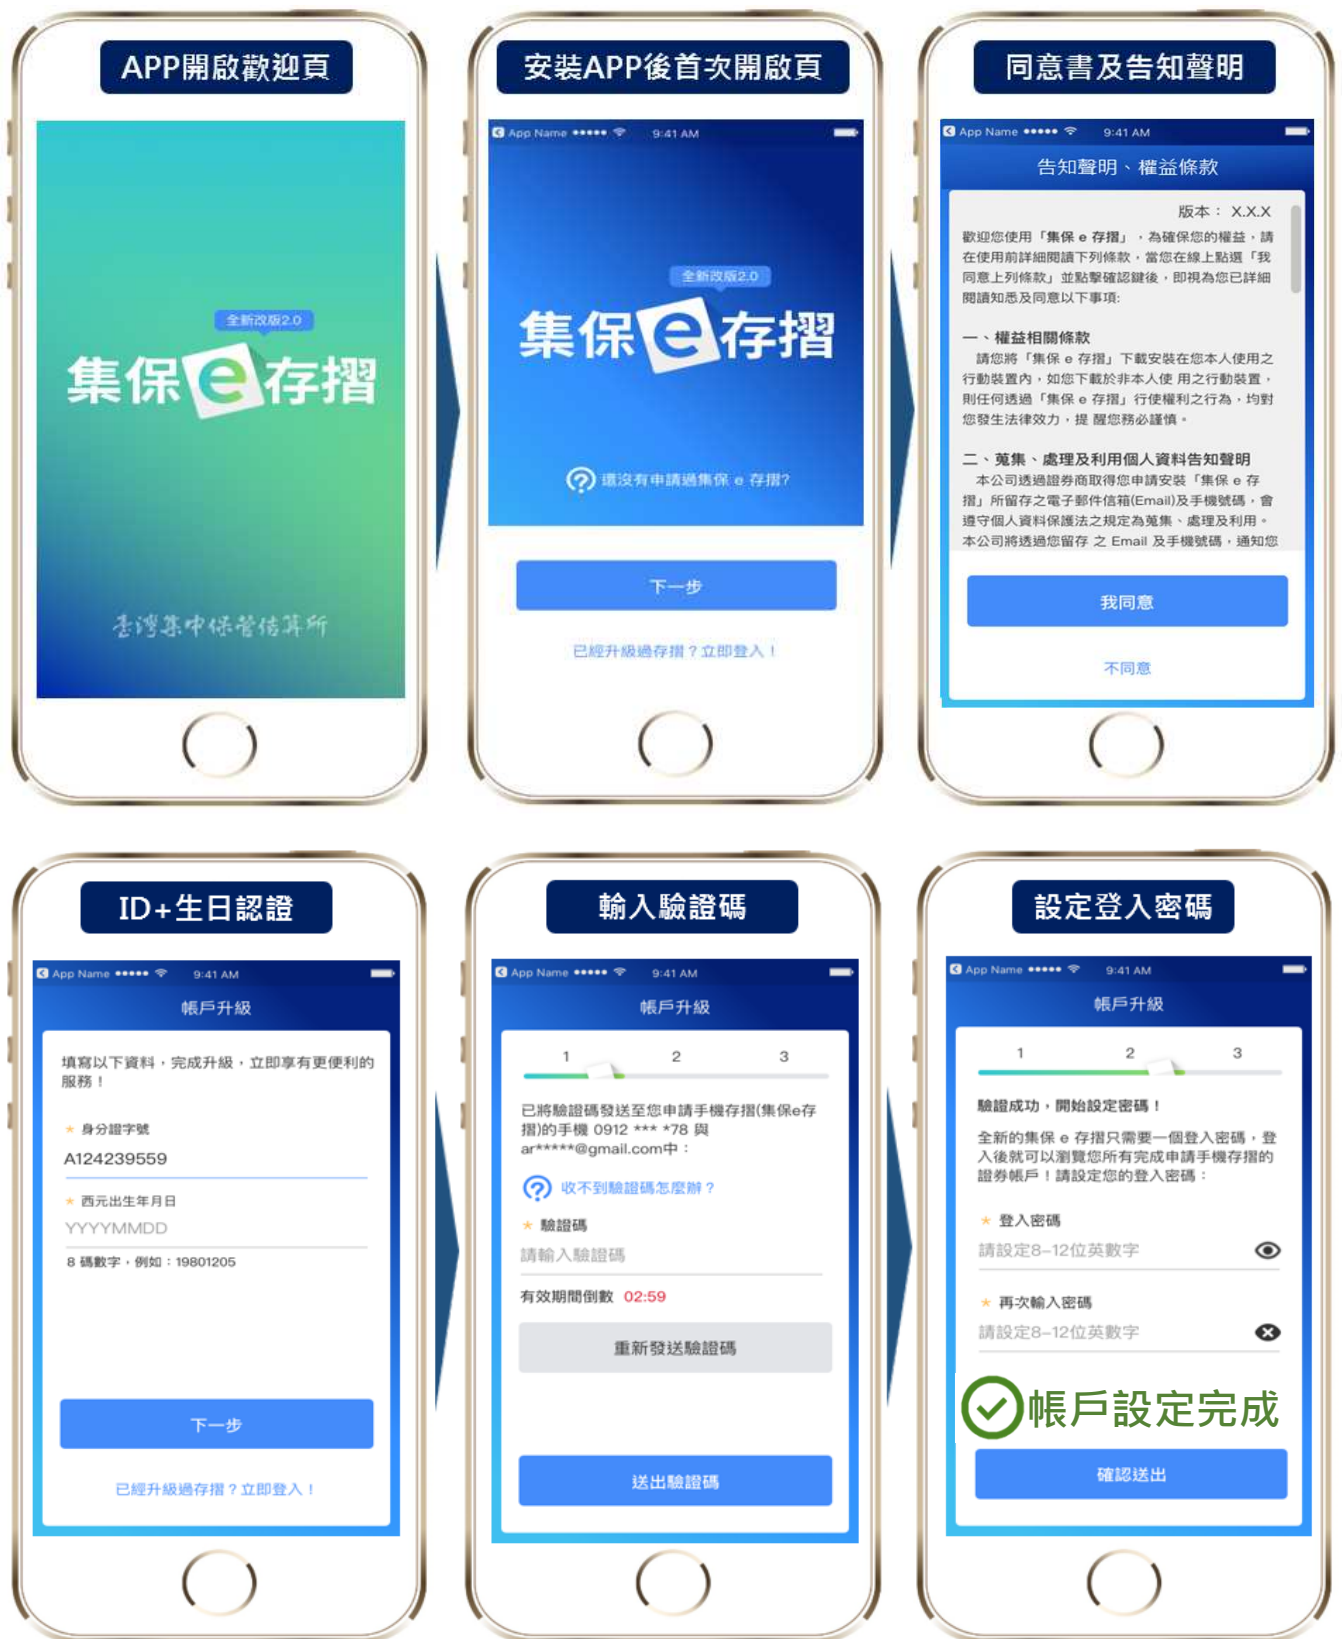 APP開啟歡迎頁
全新改版2.0
集保e存摺
臺灣集中保管結算所
安裝APP後首次開啟頁
App Name 9:41 AM
全新改版2.0
集保e存摺
還沒有申請過集保 e 存摺?
下一步
已經升級過存摺？立即登入！
同意書及告知聲明
App Name 9:41 AM
告知聲明、權益條款
版本： X.X.X
歡迎您使用「集保 e 存摺」，為確保您的權益，請
在使用前詳細閱讀下列條款，當您在線上點選「我
同意上列條款」並點擊確認鍵後，即視為您已詳細
閱讀知悉及同意以下事項:
一、權益相關條款
請您將「集保 e 存摺」下載安裝在您本人使用之
行動裝置內，如您下載於非本人使 用之行動裝置，
則任何透過「集保 e 存摺」行使權利之行為，均對
您發生法律效力，提 醒您務必謹慎。
二、蒐集、處理及利用個人資料告知聲明
本公司透過證券商取得您申請安裝「集保 e 存
摺」所留存之電子郵件信箱(Email)及手機號碼，會
遵守個人資料保護法之規定為蒐集、處理及利用。
本公司將透過您留存 之 Email 及手機號碼，通知您
我同意
不同意
ID+生日認證
App Name 9:41 AM
帳戶升級
填寫以下資料，完成升級，立即享有更便利的
服務！
★ 身分證字號
A124239559
★ 西元出生年月日
YYYYMMDD
8 碼數字，例如：19801205
下一步
已經升級過存摺？立即登入！
輸入驗證碼
App Name 9:41 AM
帳戶升級
1 2 3
已將驗證碼發送至您申請手機存摺(集保e存
摺)的手機 0912 *** *78 與
ar*****@gmail.com中：
收不到驗證碼怎麼辦？
★ 驗證碼
請輸入驗證碼
有效期間倒數 02:59
重新發送驗證碼
送出驗證碼
設定登入密碼
App Name 9:41 AM
帳戶升級
1 2 3
驗證成功，開始設定密碼！
全新的集保 e 存摺只需要一個登入密碼，登
入後就可以瀏覽您所有完成申請手機存摺的
證券帳戶！請設定您的登入密碼：
★ 登入密碼
請設定8–12位英數字
★ 再次輸入密碼
請設定8–12位英數字
帳戶設定完成
確認送出